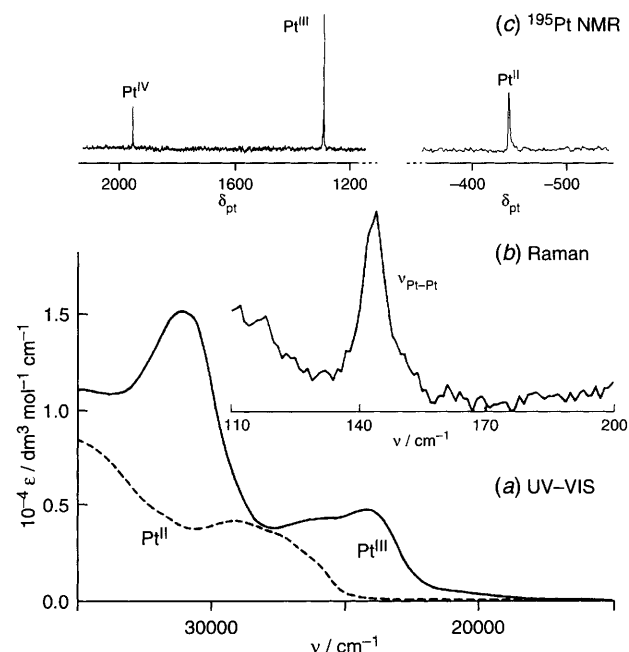 (c) ¹⁹⁵Pt NMR
Ptᴵᴵᴵ
Ptᴵⱽ
Ptᴵᴵ
2000 1600 1200
δₚₜ
−400 −500
δₚₜ
(b) Raman
νPt–Pt
110 140 170 200
ν / cm⁻¹
(a) UV–VIS
10⁻⁴ ε / dm³ mol⁻¹ cm⁻¹
1.5
1.0
0.5
0.0
Ptᴵᴵ
Ptᴵᴵᴵ
30000 20000
ν / cm⁻¹